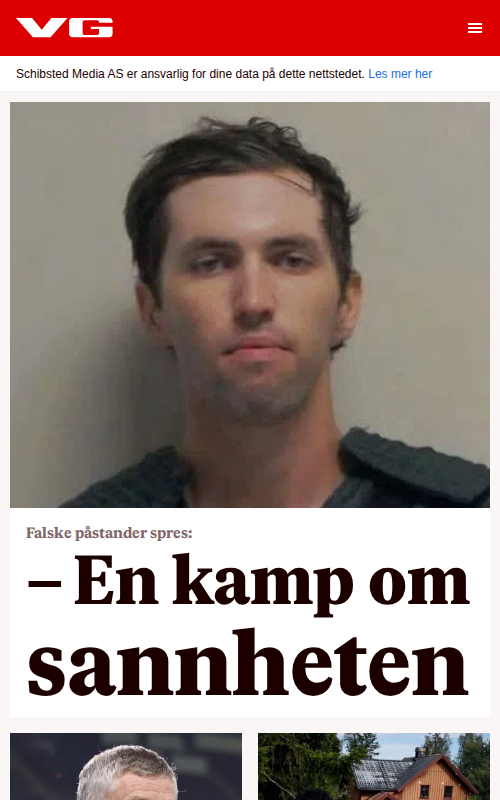 VG
Schibsted Media AS er ansvarlig for dine data på dette nettstedet. Les mer her
Falske påstander spres:
– En kamp om
sannheten